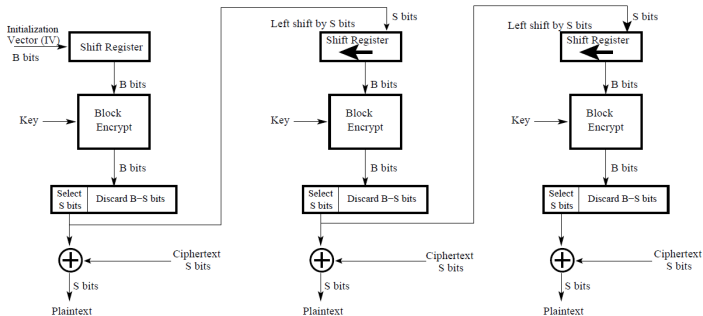 Initialization
Vector (IV)
B bits
Shift Register
B bits
Key
Block
Encrypt
B bits
Select
S bits
Discard B−S bits
Ciphertext
S bits
S bits
Plaintext
S bits
Left shift by S bits
Shift Register
B bits
Key
Block
Encrypt
B bits
Select
S bits
Discard B−S bits
Ciphertext
S bits
S bits
Plaintext
S bits
Left shift by S bits
Shift Register
B bits
Key
Block
Encrypt
B bits
Select
S bits
Discard B−S bits
Ciphertext
S bits
S bits
Plaintext